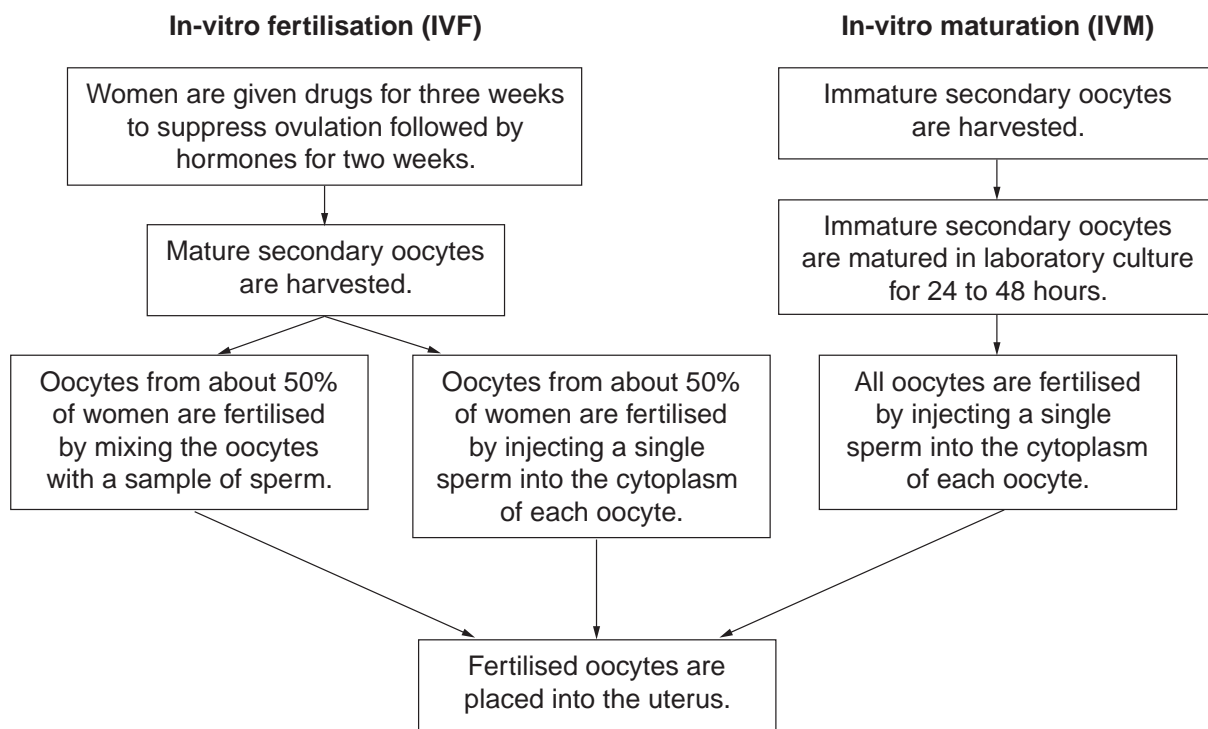 In-vitro fertilisation (IVF)
Women are given drugs for three weeks
to suppress ovulation followed by
hormones for two weeks.
Mature secondary oocytes
are harvested.
Oocytes from about 50%
of women are fertilised
by mixing the oocytes
with a sample of sperm.
Oocytes from about 50%
of women are fertilised
by injecting a single
sperm into the cytoplasm
of each oocyte.
In-vitro maturation (IVM)
Immature secondary oocytes
are harvested.
Immature secondary oocytes
are matured in laboratory culture
for 24 to 48 hours.
All oocytes are fertilised
by injecting a single
sperm into the cytoplasm
of each oocyte.
Fertilised oocytes are
placed into the uterus.